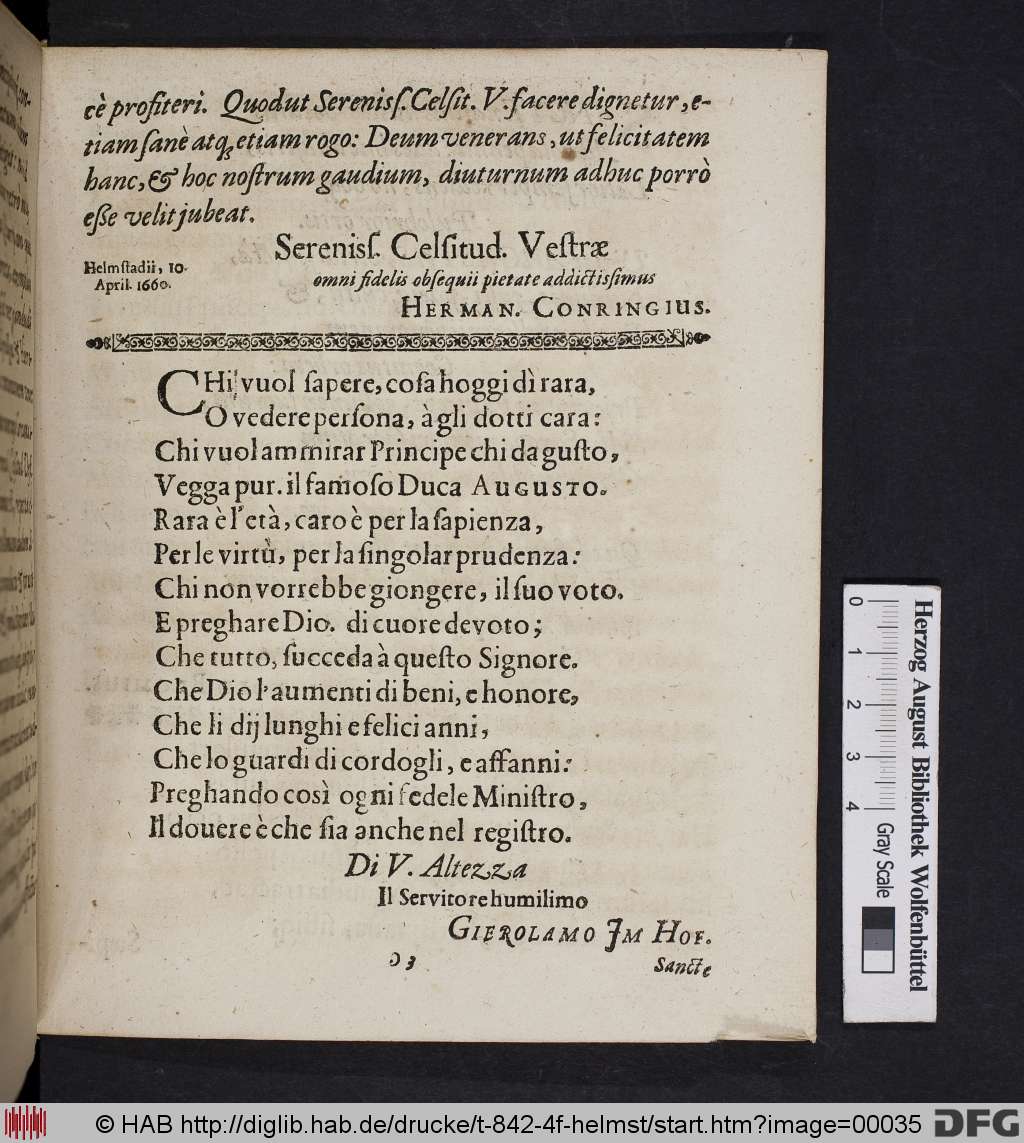 cè profiteri. Quod ut Sereniss. Celsit. V. facere dignetur, e-
tiam sanè atq; etiam rogo: Deum venerans, ut felicitatem
hanc, & hoc nostrum gaudium, diuturnum adhuc porrò
esse velit jubeat.
Sereniss. Celsitud. Vestræ
Helmstadii, 10.
April. 1660.
omni fidelis obsequii pietate addictissimus
HERMAN. CONRINGIUS.
CHi vuol sapere, cosa hoggi dì rara,
O vedere persona, à gli dotti cara:
Chi vuol ammirar Principe chi da gusto,
Vegga pur. il famoso Duca AUGUSTO.
Rara è l'età, caro è per la sapienza,
Per le virtù, per la singolar prudenza:
Chi non vorrebbe giongere, il suo voto.
E preghare Dio. di cuore devoto;
Che tutto, succeda à questo Signore.
Che Dio l'aumenti di beni, e honore,
Che li dij lunghi e felici anni,
Che lo guardi di cordogli, e affanni:
Preghando così ogni fedele Ministro,
Il douere è che sia anche nel registro.
Di V. Altezza
Il Servitore humilimo
GIEROLAMO IM HOF.
Ɔ 3
Sancte
0 1 2 3 4
Gray Scale
Herzog August Bibliothek Wolfenbüttel
© HAB http://diglib.hab.de/drucke/t-842-4f-helmst/start.htm?image=00035
DFG